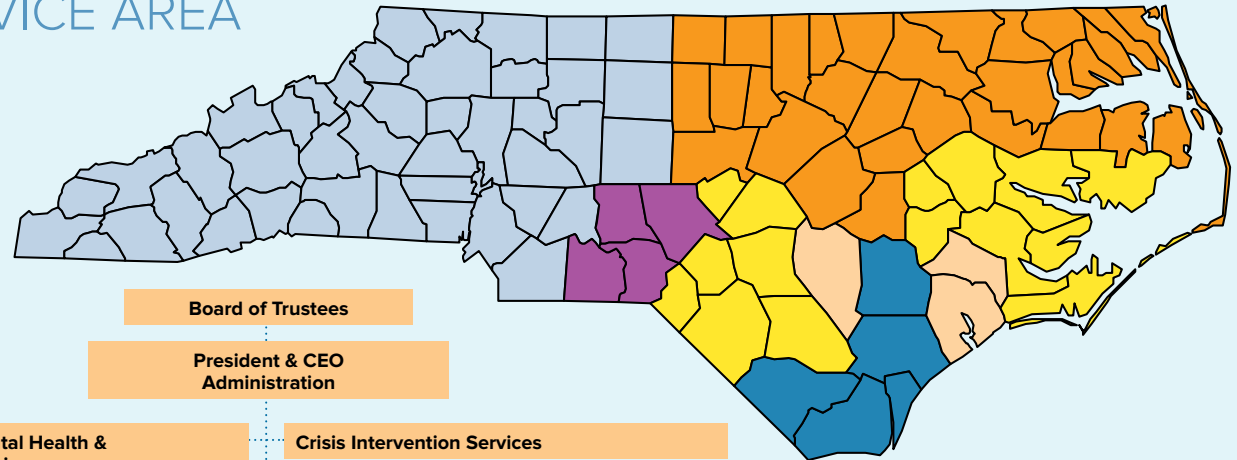 VICE AREA
Board of Trustees
President & CEO
Administration
tal Health &
Crisis Intervention Services